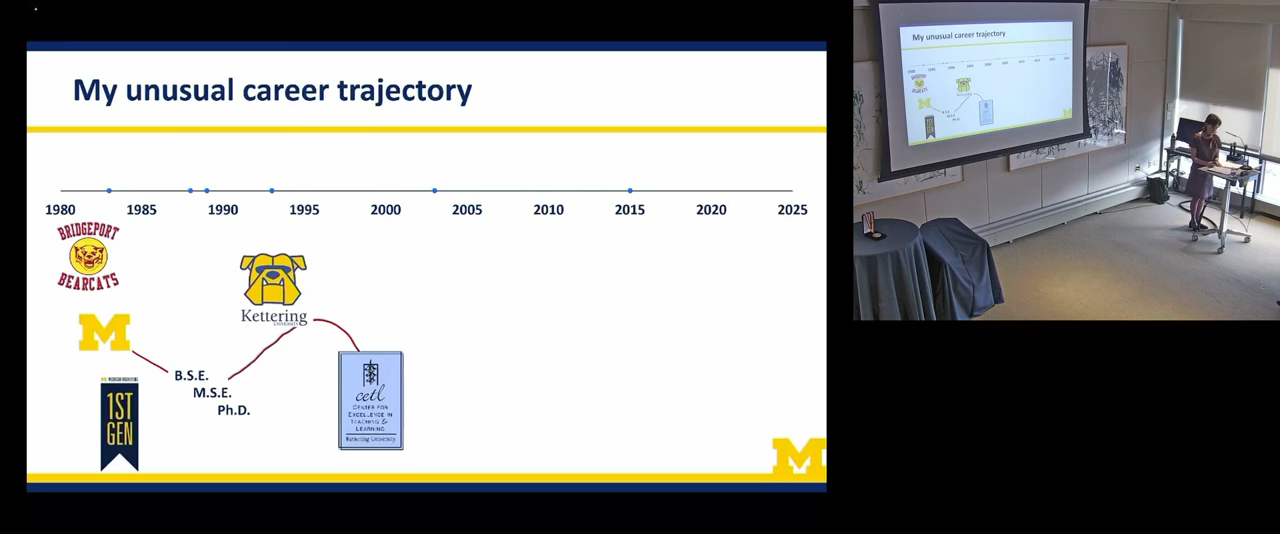 My unusual career trajectory
1980 1985 1990 1995 2000 2005 2010 2015 2020 2025
BRIDGEPORT
BEARCATS
M
Kettering
UNIVERSITY
B.S.E.
M.S.E.
Ph.D.
1ST
GEN
cetl
CENTER FOR
EXCELLENCE IN
TEACHING &
LEARNING
Kettering University
M
My unusual career trajectory